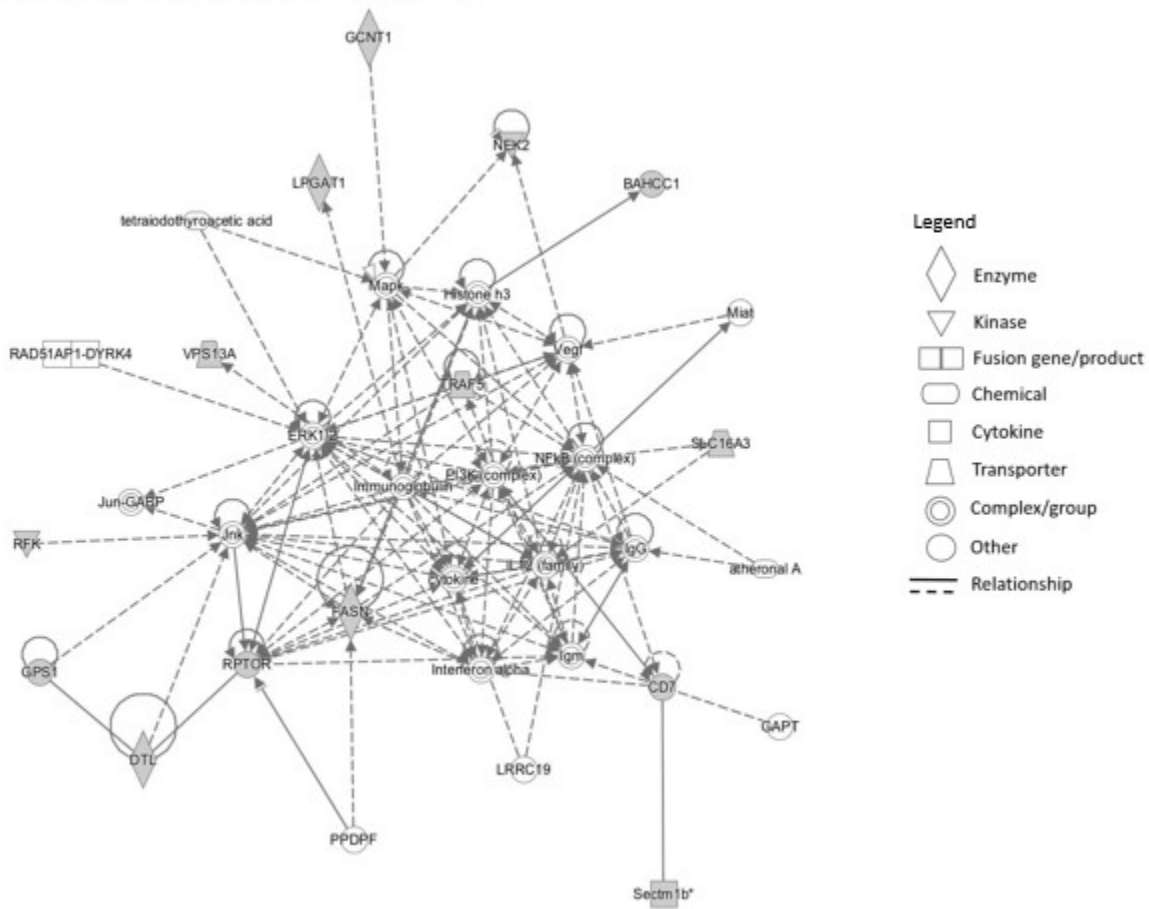 GCNT1
NEK2
LPGAT1
BAHCC1
tetraiodothyroacetic acid
Mapk
Histone h3
Miat
Vegf
RAD51AP1-DYRK4
VPS13A
TRAF5
ERK1/2
SLC16A3
NFkB (complex)
PI3K (complex)
Immunoglobulin
Jun-GABP
Jnk
RFK
IgG
IL12 (family)
atheronal A
Cytokine
FASN
Igm
RPTOR
Interferon alpha
GPS1
CD7
GAPT
DTL
LRRC19
PPDPF
Sectm1b*
Legend
Enzyme
Kinase
Fusion gene/product
Chemical
Cytokine
Transporter
Complex/group
Other
Relationship